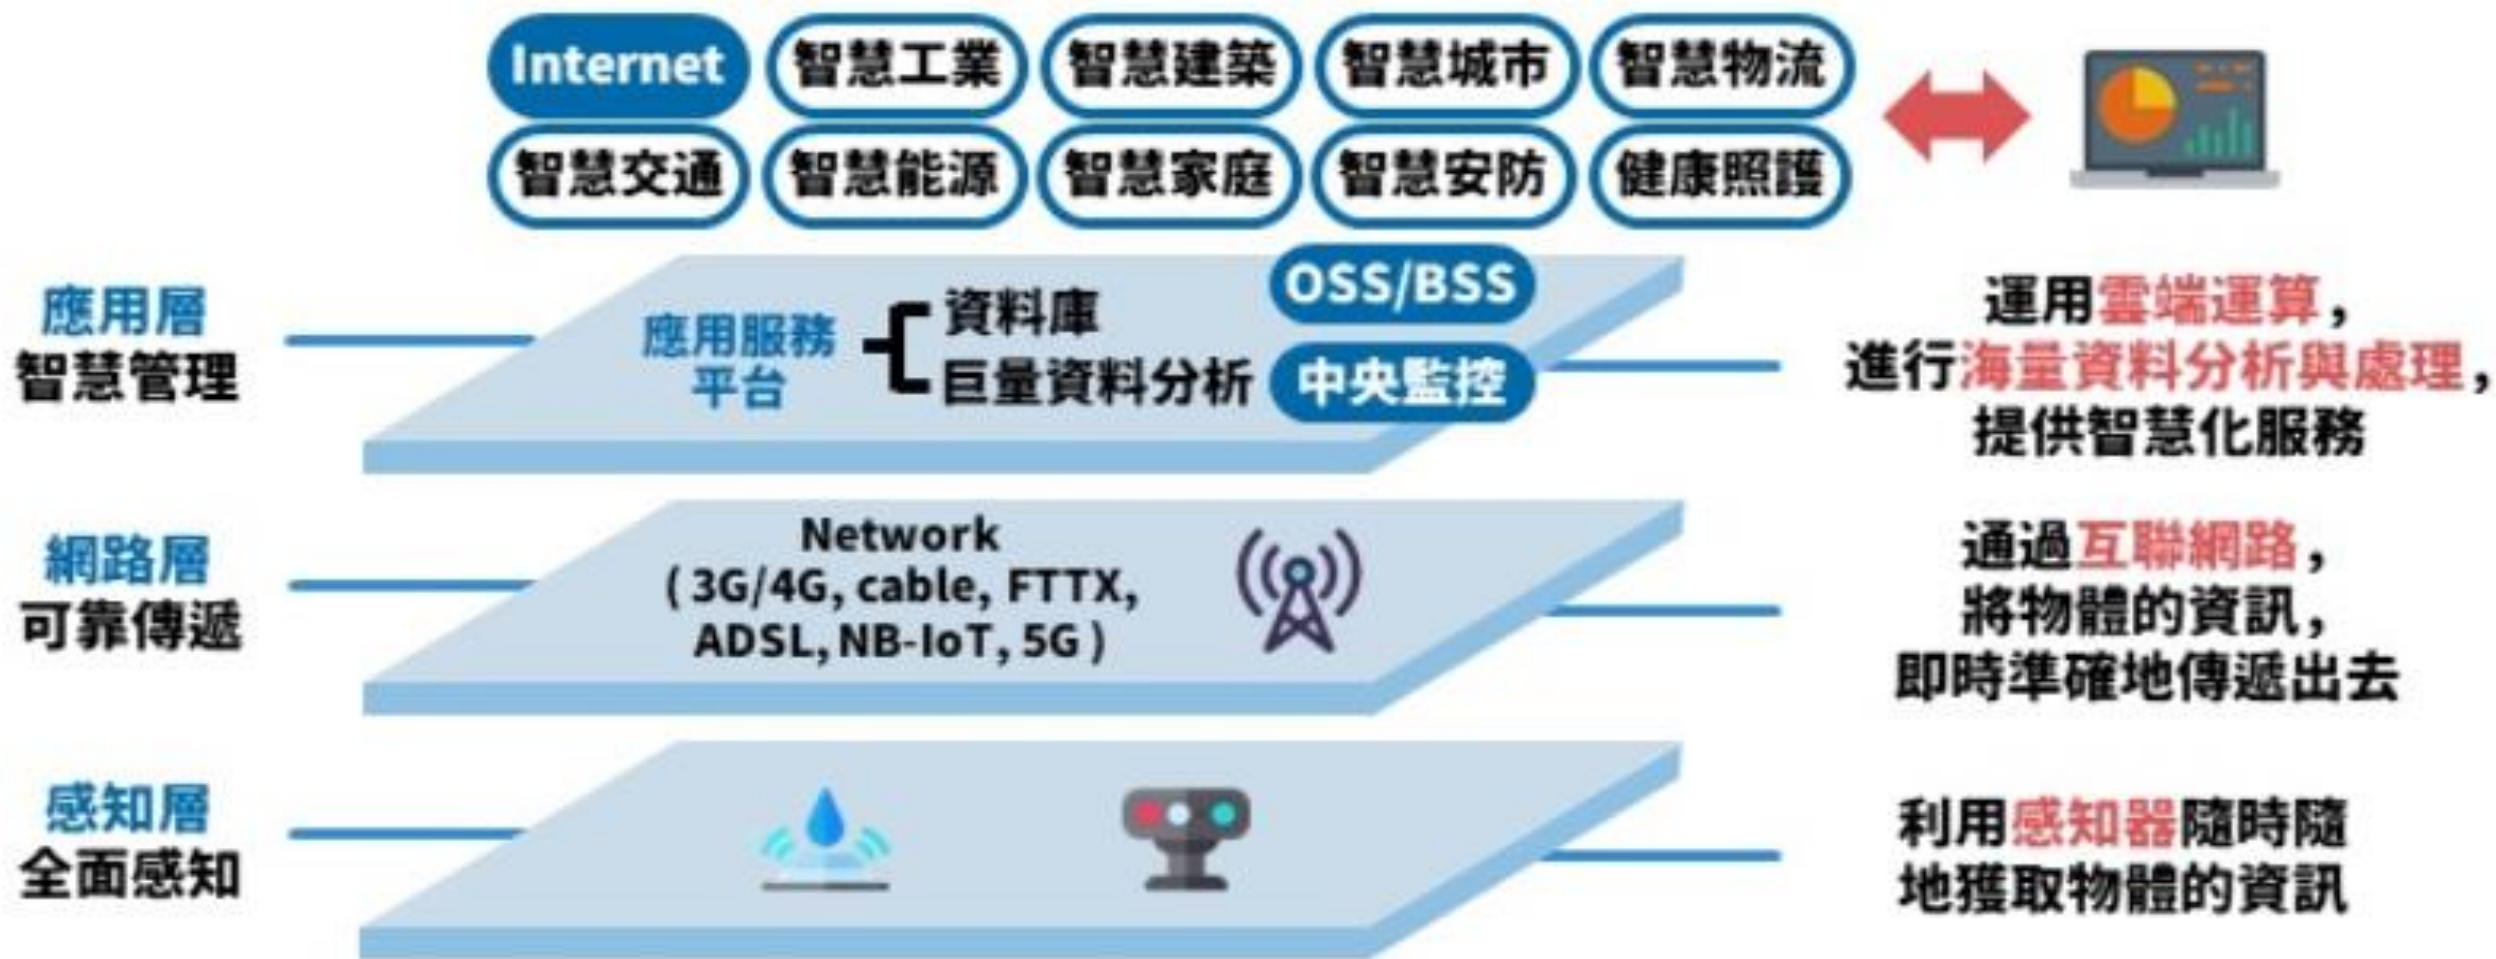 Internet 智慧工業 智慧建築 智慧城市 智慧物流
智慧交通 智慧能源 智慧家庭 智慧安防 健康照護
應用層
智慧管理
應用服務
平台
資料庫
巨量資料分析
OSS/BSS
中央監控
運用雲端運算，
進行海量資料分析與處理，
提供智慧化服務
網路層
可靠傳遞
Network
( 3G/4G, cable, FTTX,
ADSL, NB-IoT, 5G )
通過互聯網路，
將物體的資訊，
即時準確地傳遞出去
感知層
全面感知
利用感知器隨時隨
地獲取物體的資訊